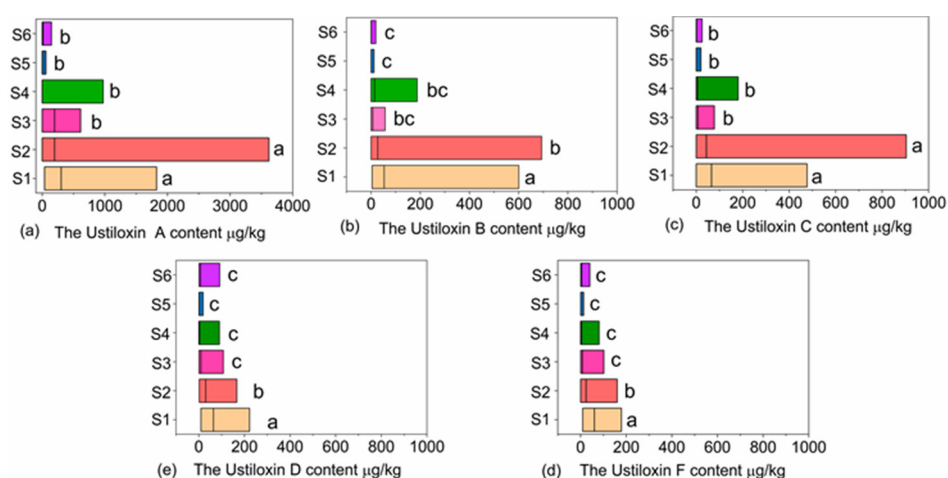 S6 b
S5 b
S4 b
S3 b
S2 a
S1 a
0 1000 2000 3000 4000
(a) The Ustiloxin A content µg/kg
S6 c
S5 c
S4 bc
S3 bc
S2 b
S1 a
0 200 400 600 800 1000
(b) The Ustiloxin B content µg/kg
S6 b
S5 b
S4 b
S3 b
S2 a
S1 a
0 200 400 600 800 1000
(c) The Ustiloxin C content µg/kg
S6 c
S5 c
S4 c
S3 c
S2 b
S1 a
0 200 400 600 800 1000
(e) The Ustiloxin D content µg/kg
S6 c
S5 c
S4 c
S3 c
S2 b
S1 a
0 200 400 600 800 1000
(d) The Ustiloxin F content µg/kg